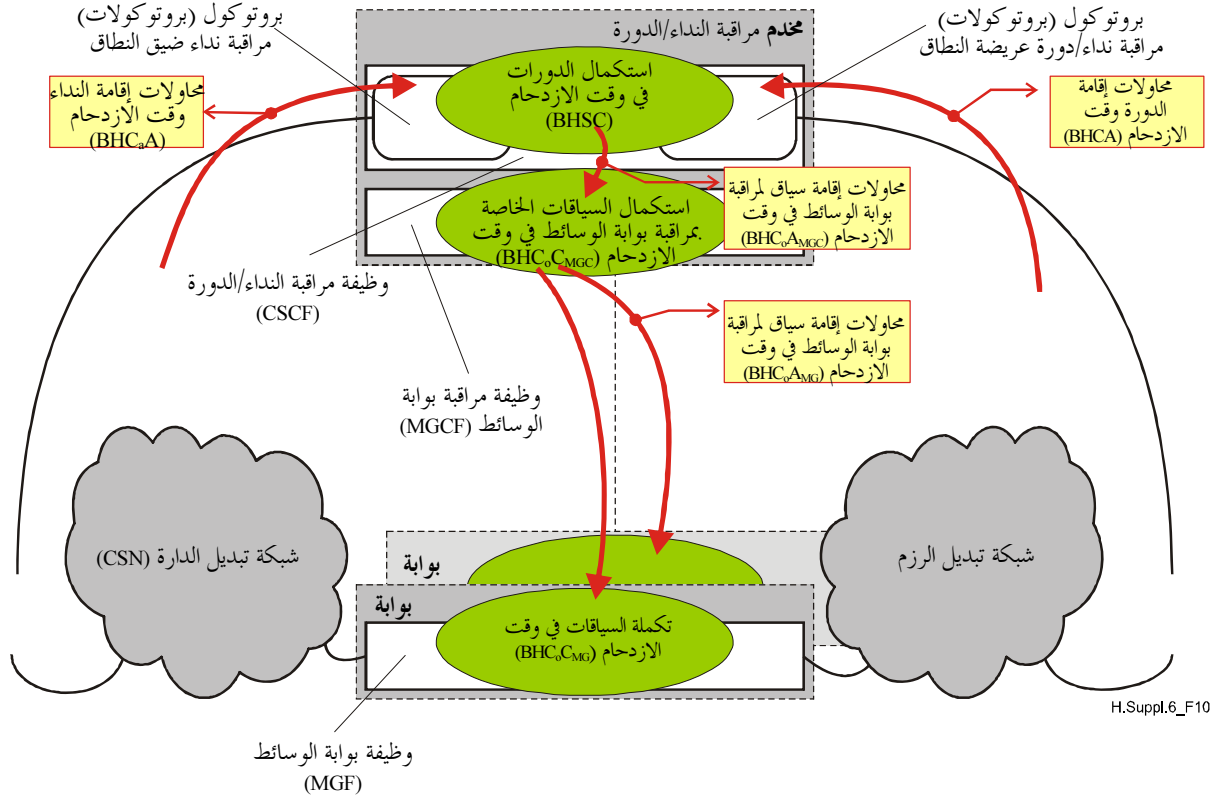 بروتوكول (بروتوكولات)
مراقبة نداء/دورة عريضة النطاق
مخدم مراقبة النداء/الدورة
بروتوكول (بروتوكولات)
مراقبة نداء ضيق النطاق
محاولات إقامة
الدورة وقت
الازدحام (BHCA)
استكمال الدورات
في وقت الازدحام
(BHSC)
محاولات إقامة النداء
وقت الازدحام
(BHCaA)
محاولات إقامة سياق لمراقبة
بوابة الوسائط في وقت
الازدحام (BHCoAMGC)
استكمال السياقات الخاصة
بمراقبة بوابة الوسائط في وقت
الازدحام (BHCoCMGC)
وظيفة مراقبة النداء/الدورة
(CSCF)
محاولات إقامة سياق لمراقبة
بوابة الوسائط في وقت
الازدحام (BHCoAMG)
وظيفة مراقبة بوابة
الوسائط (MGCF)
شبكة تبديل الرزم
بوابة
شبكة تبديل الدارة (CSN)
بوابة
تكملة السياقات في وقت
الازدحام (BHCoCMG)
وظيفة بوابة الوسائط
(MGF)
H.Suppl.6_F10